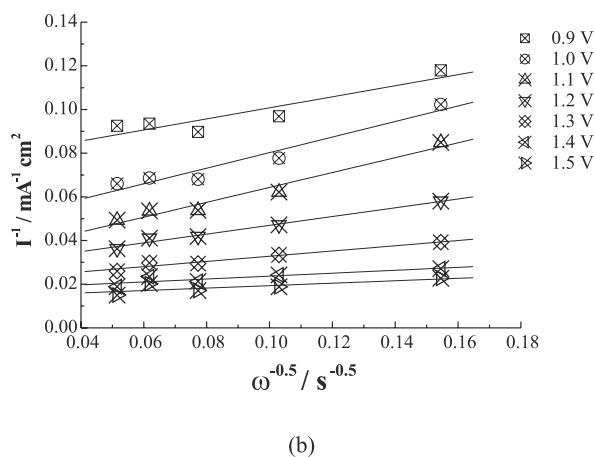 0.14
0.12
0.10
0.08
0.06
0.04
0.02
0.00
I⁻¹ / mA⁻¹ cm²
0.04 0.06 0.08 0.10 0.12 0.14 0.16 0.18
ω⁻⁰·⁵ / s⁻⁰·⁵
0.9 V
1.0 V
1.1 V
1.2 V
1.3 V
1.4 V
1.5 V
(b)